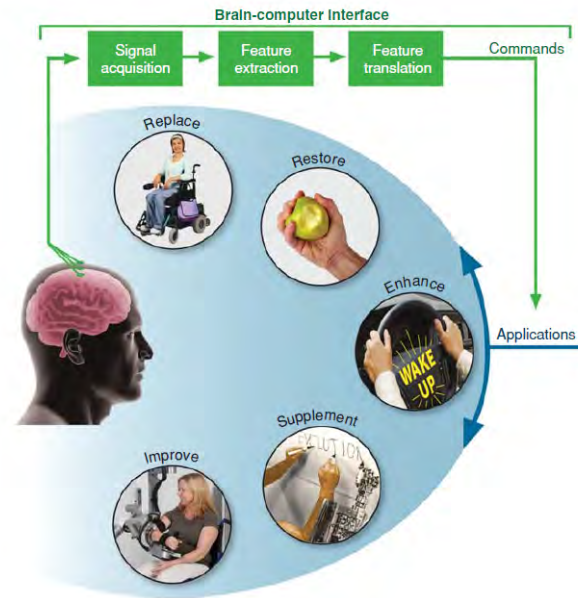 Brain-computer Interface
Signal
acquisition
Feature
extraction
Feature
translation
Commands
Replace
Restore
Enhance
WAKE
UP
Applications
Supplement
Improve